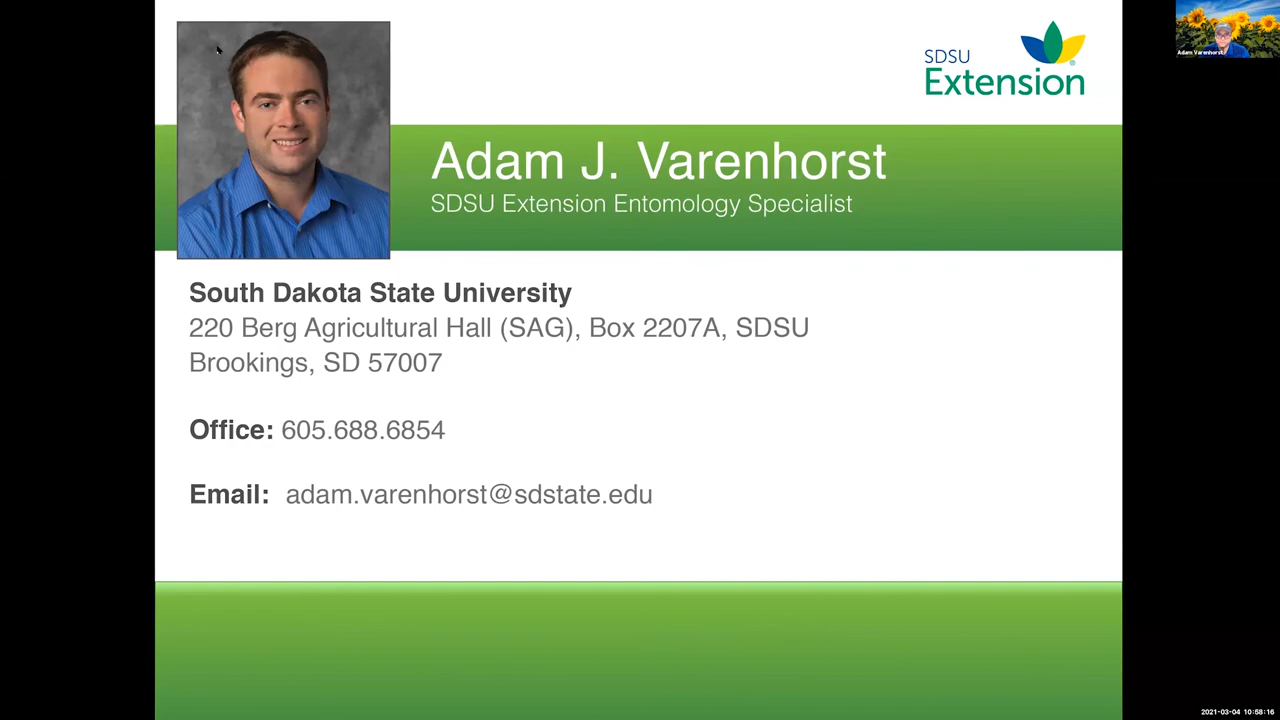 SDSU
Extension
Adam Varenhorst
Adam J. Varenhorst
SDSU Extension Entomology Specialist
South Dakota State University
220 Berg Agricultural Hall (SAG), Box 2207A, SDSU
Brookings, SD 57007
Office: 605.688.6854
Email: adam.varenhorst@sdstate.edu
2021-03-04 10:58:16